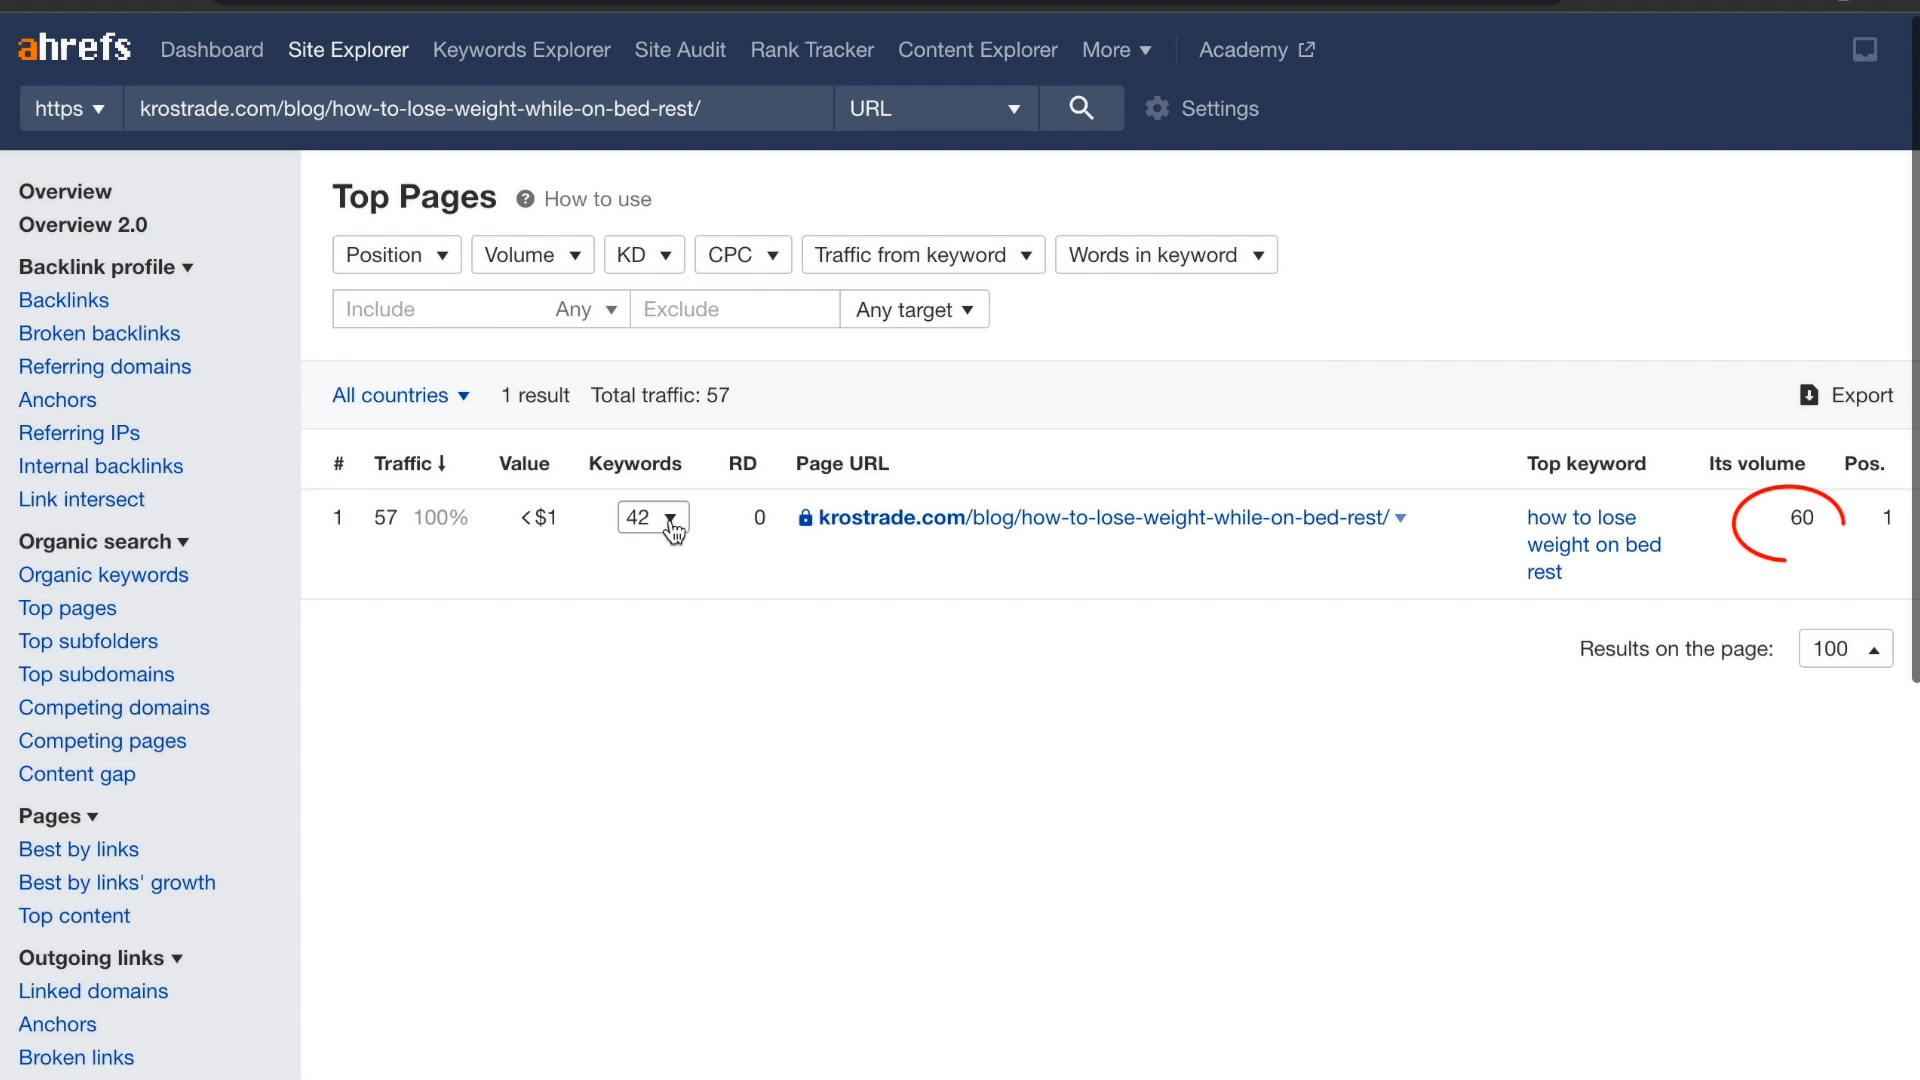 ahrefs Dashboard Site Explorer Keywords Explorer Site Audit Rank Tracker Content Explorer More Academy
https krostrade.com/blog/how-to-lose-weight-while-on-bed-rest/ URL Settings
Overview
Overview 2.0
Backlink profile
Backlinks
Broken backlinks
Referring domains
Anchors
Referring IPs
Internal backlinks
Link intersect
Organic search
Organic keywords
Top pages
Top subfolders
Top subdomains
Competing domains
Competing pages
Content gap
Pages
Best by links
Best by links' growth
Top content
Outgoing links
Linked domains
Anchors
Broken links
Top Pages ? How to use
Position Volume KD CPC Traffic from keyword Words in keyword
Include Any Exclude Any target
All countries 1 result Total traffic: 57 Export
# Traffic Value Keywords RD Page URL Top keyword Its volume Pos.
1 57 100% <$1 42 0 krostrade.com/blog/how-to-lose-weight-while-on-bed-rest/ how to lose 60 1
weight on bed
rest
Results on the page: 100